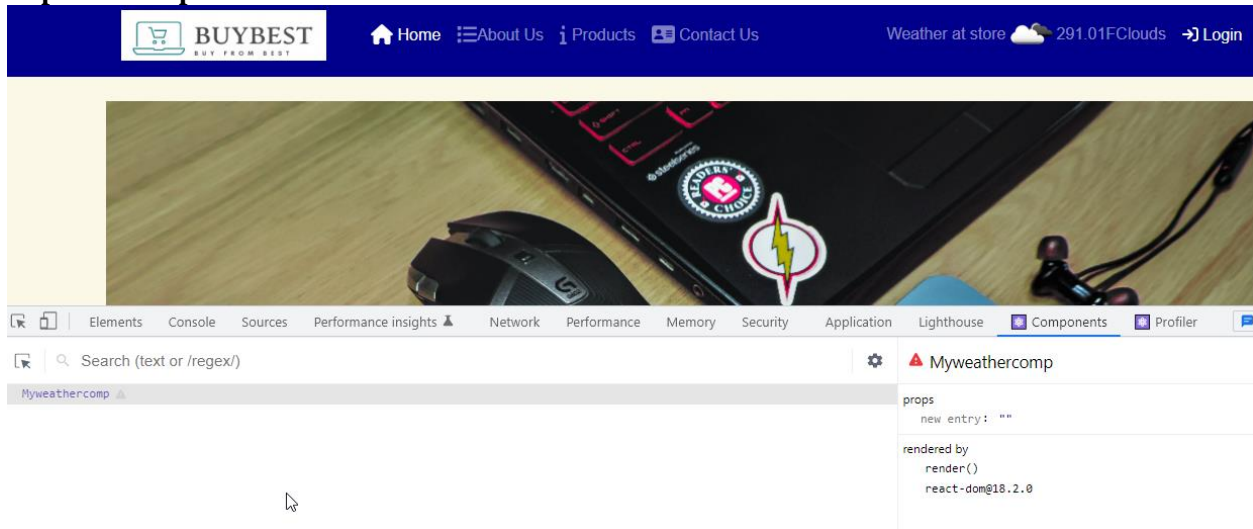 BUYBEST
BUY FROM BEST
Home About Us Products Contact Us
Weather at store 291.01FClouds Login
steelseries
READERS'
CHOICE
G
Elements Console Sources Performance insights Network Performance Memory Security Application Lighthouse Components Profiler
Search (text or /regex/)
Myweathercomp
Myweathercomp
props
new entry: ""
rendered by
render()
react-dom@18.2.0